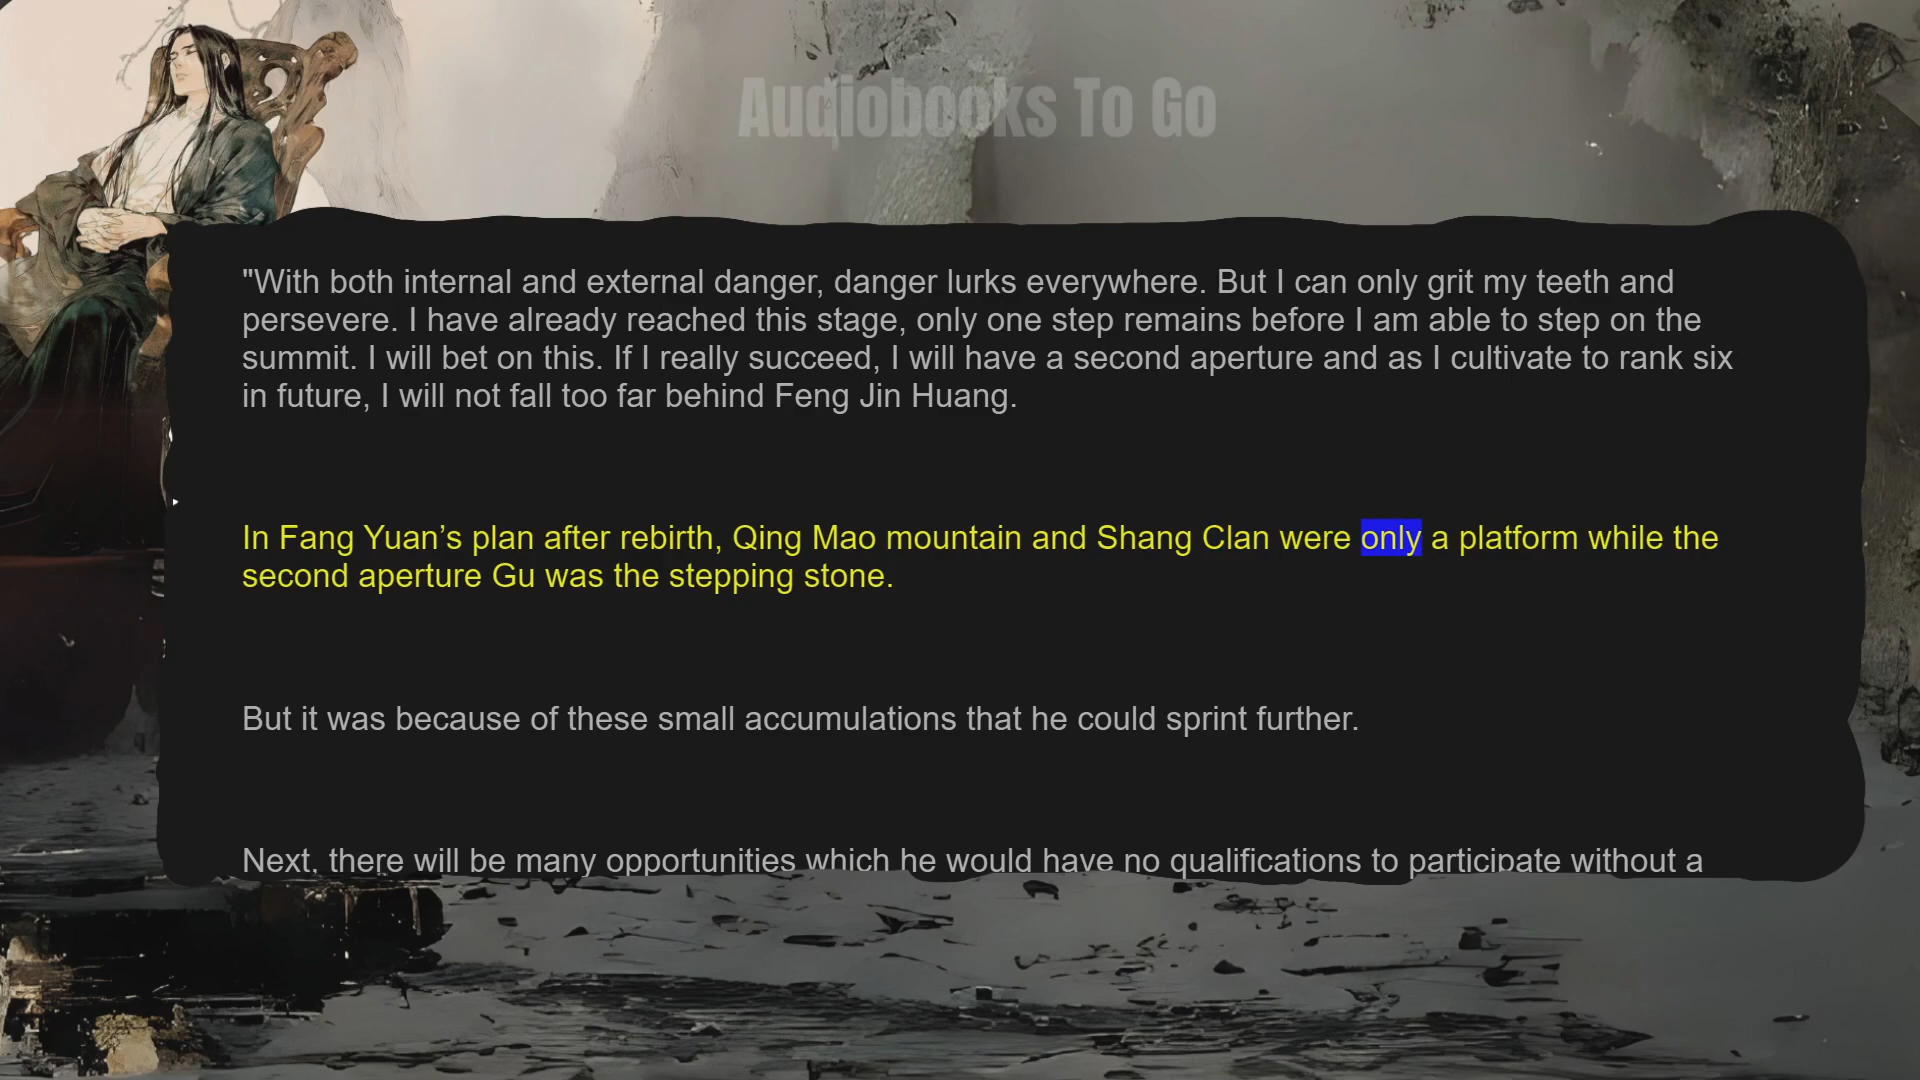 Audiobooks To Go
"With both internal and external danger, danger lurks everywhere. But I can only grit my teeth and
persevere. I have already reached this stage, only one step remains before I am able to step on the
summit. I will bet on this. If I really succeed, I will have a second aperture and as I cultivate to rank six
in future, I will not fall too far behind Feng Jin Huang.
In Fang Yuan’s plan after rebirth, Qing Mao mountain and Shang Clan were only a platform while the
second aperture Gu was the stepping stone.
But it was because of these small accumulations that he could sprint further.
Next, there will be many opportunities which he would have no qualifications to participate without a